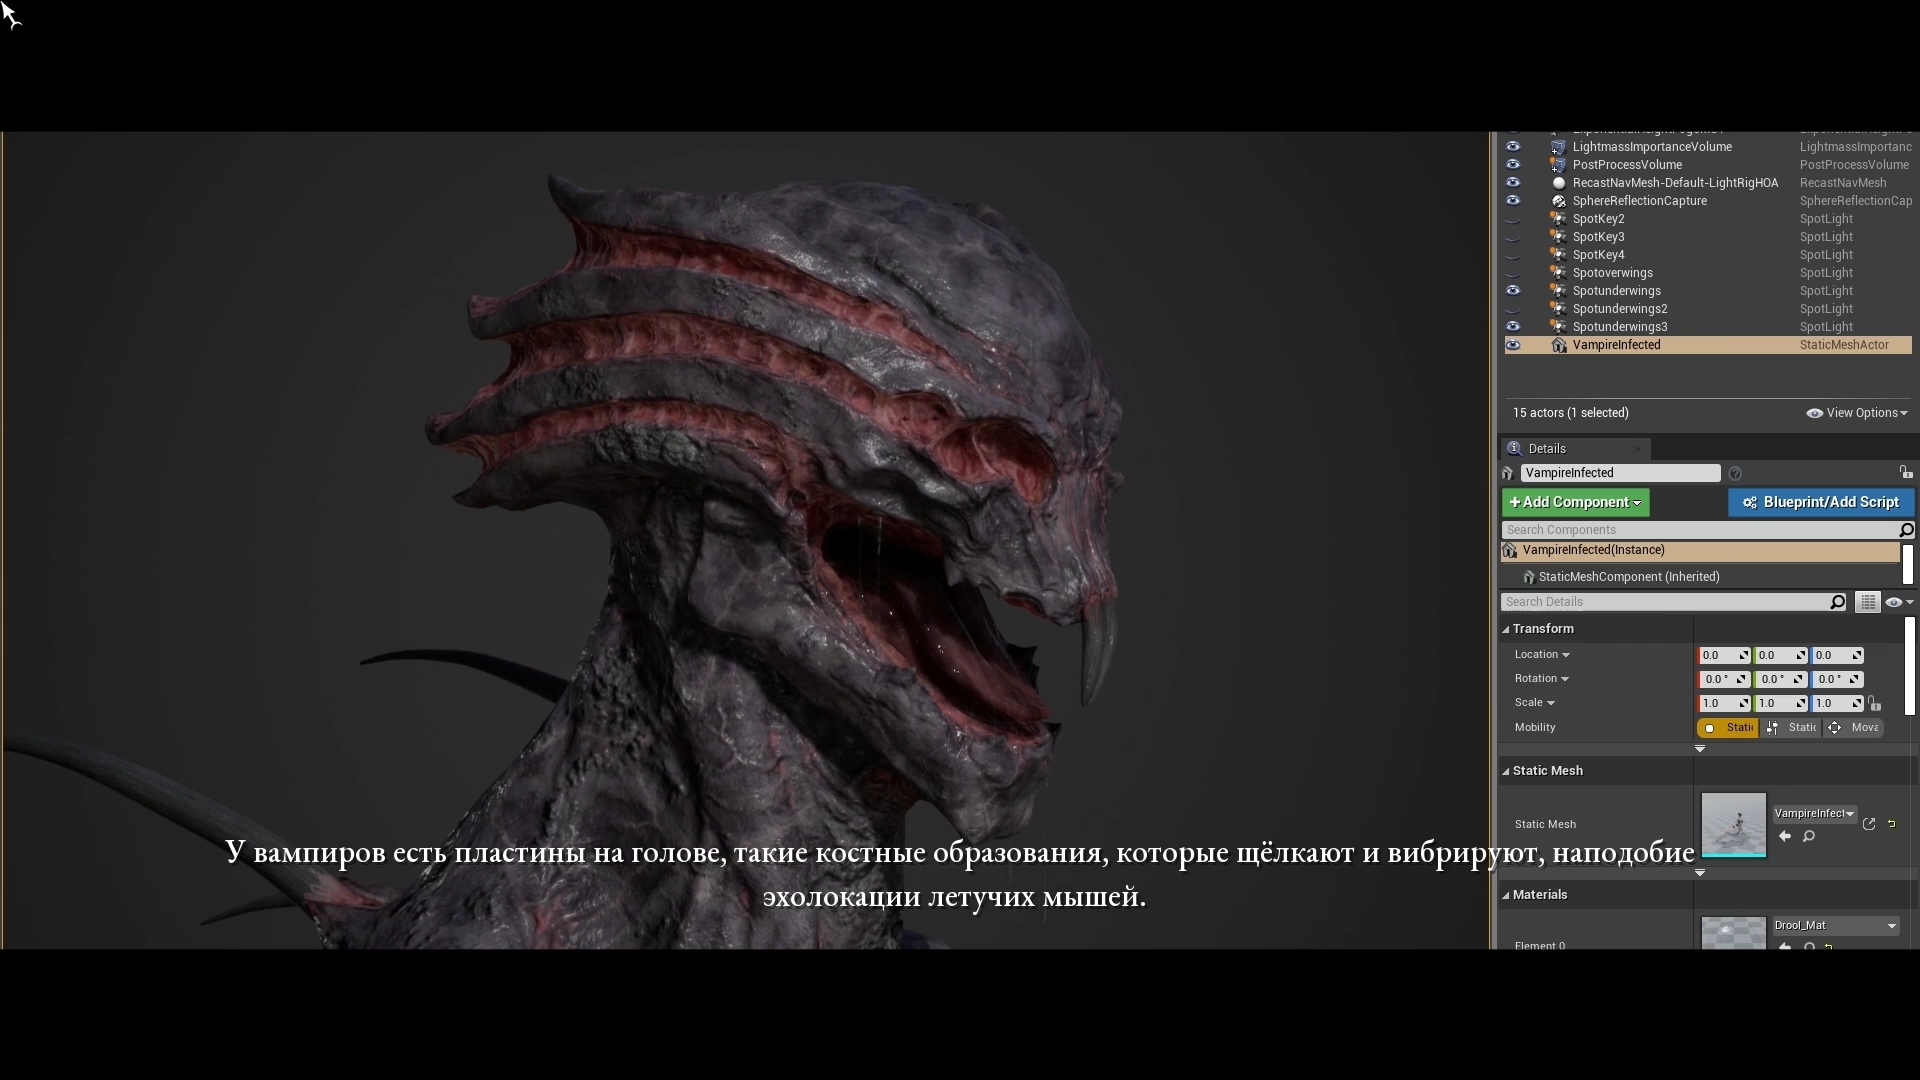 LightmassImportanceVolume LightmassImportanc
PostProcessVolume PostProcessVolume
RecastNavMesh-Default-LightRigHOA RecastNavMesh
SphereReflectionCapture SphereReflectionCap
SpotKey2 SpotLight
SpotKey3 SpotLight
SpotKey4 SpotLight
Spotoverwings SpotLight
Spotunderwings SpotLight
Spotunderwings2 SpotLight
Spotunderwings3 SpotLight
VampireInfected StaticMeshActor
15 actors (1 selected) View Options
Details
VampireInfected
+Add Component Blueprint/Add Script
Search Components
VampireInfected(Instance)
StaticMeshComponent (Inherited)
Search Details
Transform
Location 0.0 0.0 0.0
Rotation 0.0 ° 0.0 ° 0.0 °
Scale 1.0 1.0 1.0
Mobility Static Static Mova
Static Mesh
Static Mesh VampireInfect
У вампиров есть пластины на голове, такие костные образования, которые щёлкают и вибрируют, наподобие
эхолокации летучих мышей.
Materials
Drool_Mat
Element 0